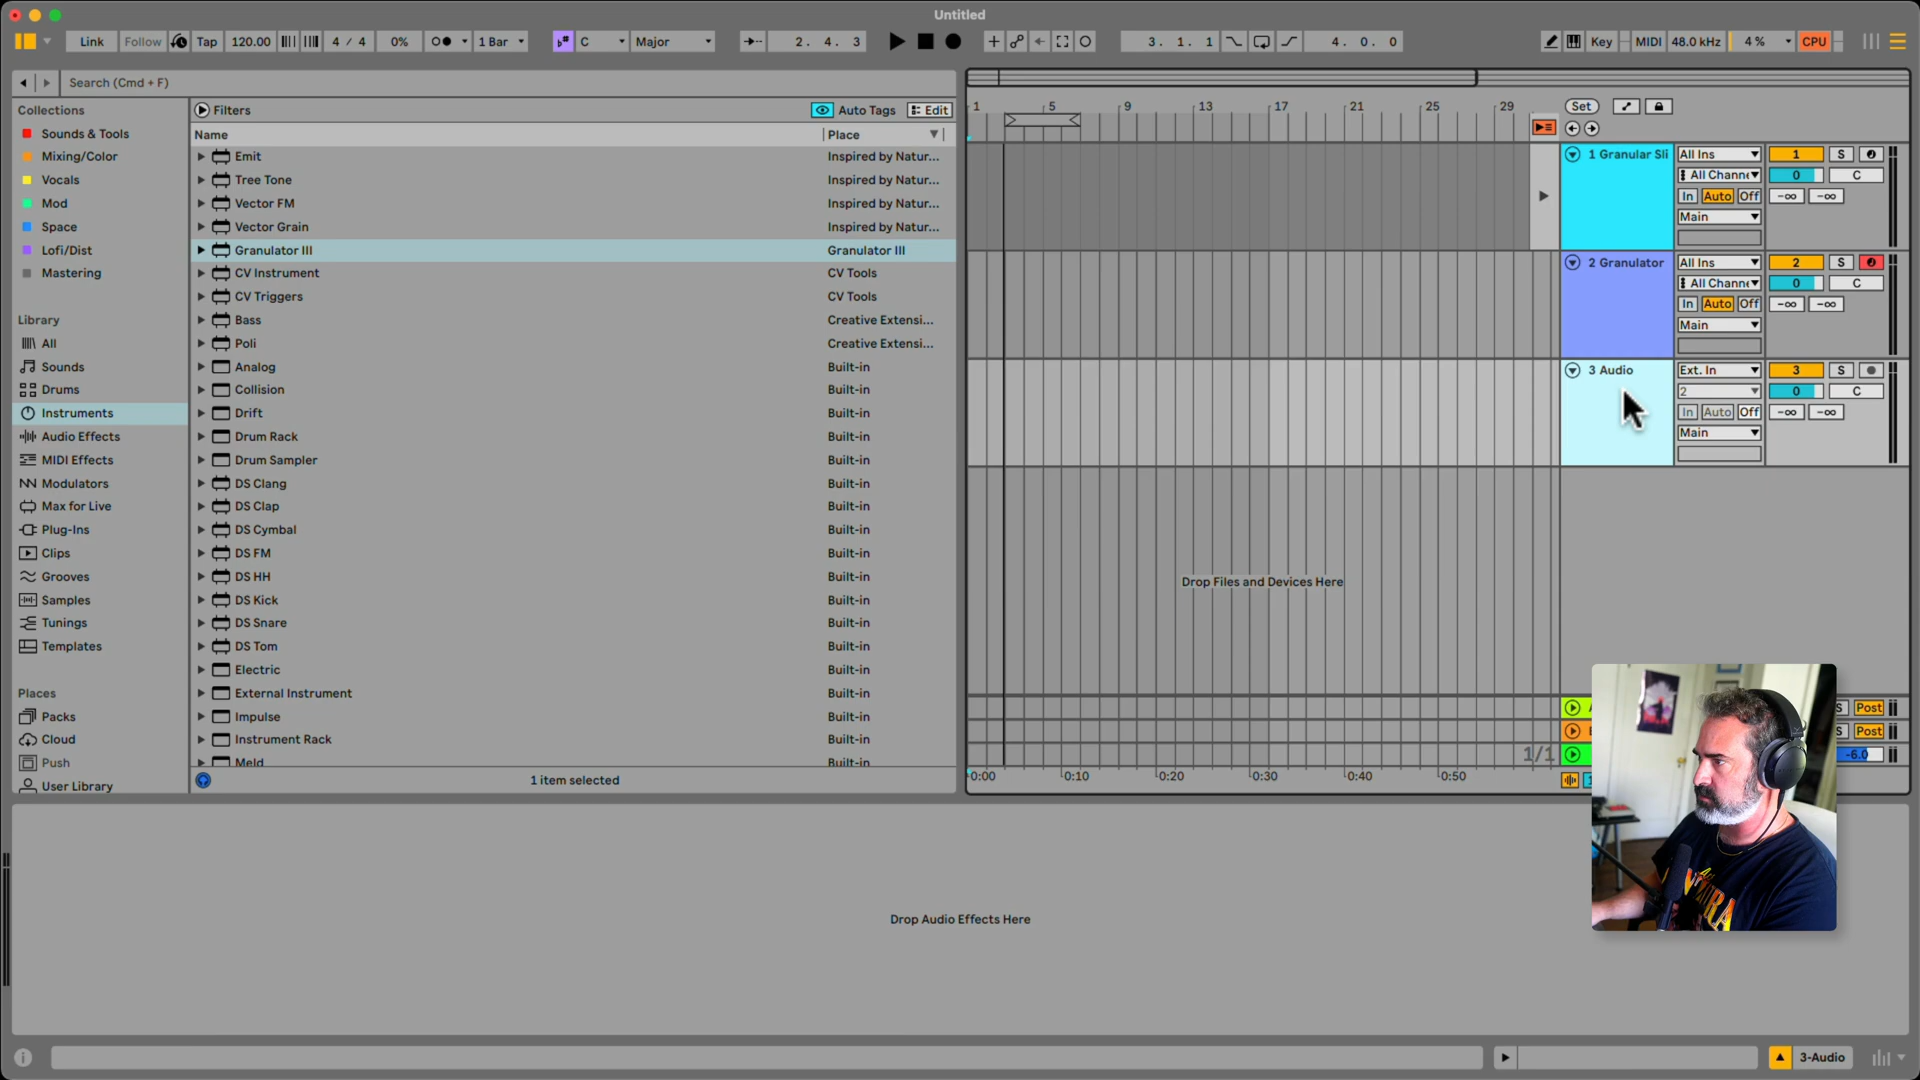 Untitled
Link Follow Tap 120.00 4 / 4 0% 1 Bar C Major 2. 4. 3 3. 1. 1 4. 0. 0 Key MIDI 48.0 kHz 4% CPU
Search (Cmd + F)
Collections
Sounds & Tools
Mixing/Color
Vocals
Mod
Space
Lofi/Dist
Mastering
Library
All
Sounds
Drums
Instruments
Audio Effects
MIDI Effects
Modulators
Max for Live
Plug-Ins
Clips
Grooves
Samples
Tunings
Templates
Places
Packs
Cloud
Push
User Library
Filters Auto Tags Edit
Name Place
Emit Inspired by Natur...
Tree Tone Inspired by Natur...
Vector FM Inspired by Natur...
Vector Grain Inspired by Natur...
Granulator III Granulator III
CV Instrument CV Tools
CV Triggers CV Tools
Bass Creative Extensi...
Poli Creative Extensi...
Analog Built-in
Collision Built-in
Drift Built-in
Drum Rack Built-in
Drum Sampler Built-in
DS Clang Built-in
DS Clap Built-in
DS Cymbal Built-in
DS FM Built-in
DS HH Built-in
DS Kick Built-in
DS Snare Built-in
DS Tom Built-in
Electric Built-in
External Instrument Built-in
Impulse Built-in
Instrument Rack Built-in
Meld Built-in
1 item selected
1 5 9 13 17 21 25 29 Set
1 Granular Sli All Ins 1 S
All Channe 0 C
In Auto Off -∞ -∞
Main
2 Granulator All Ins 2 S
All Channe 0 C
In Auto Off -∞ -∞
Main
3 Audio Ext. In 3 S
2 0 C
In Auto Off -∞ -∞
Main
Drop Files and Devices Here
S Post
S Post
1/1 -6.0
0:00 0:10 0:20 0:30 0:40 0:50
Drop Audio Effects Here
3-Audio